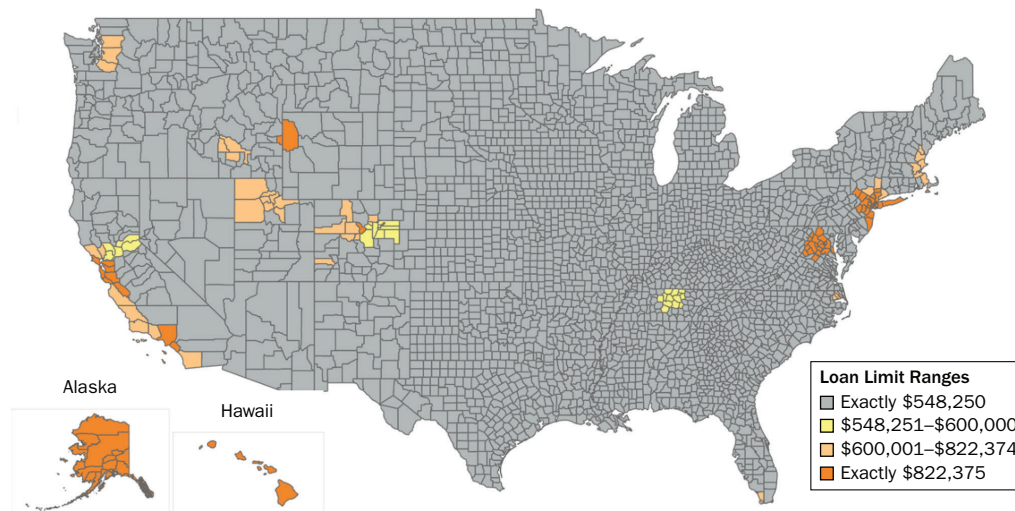 Alaska
Hawaii
Loan Limit Ranges
Exactly $548,250
$548,251–$600,000
$600,001–$822,374
Exactly $822,375